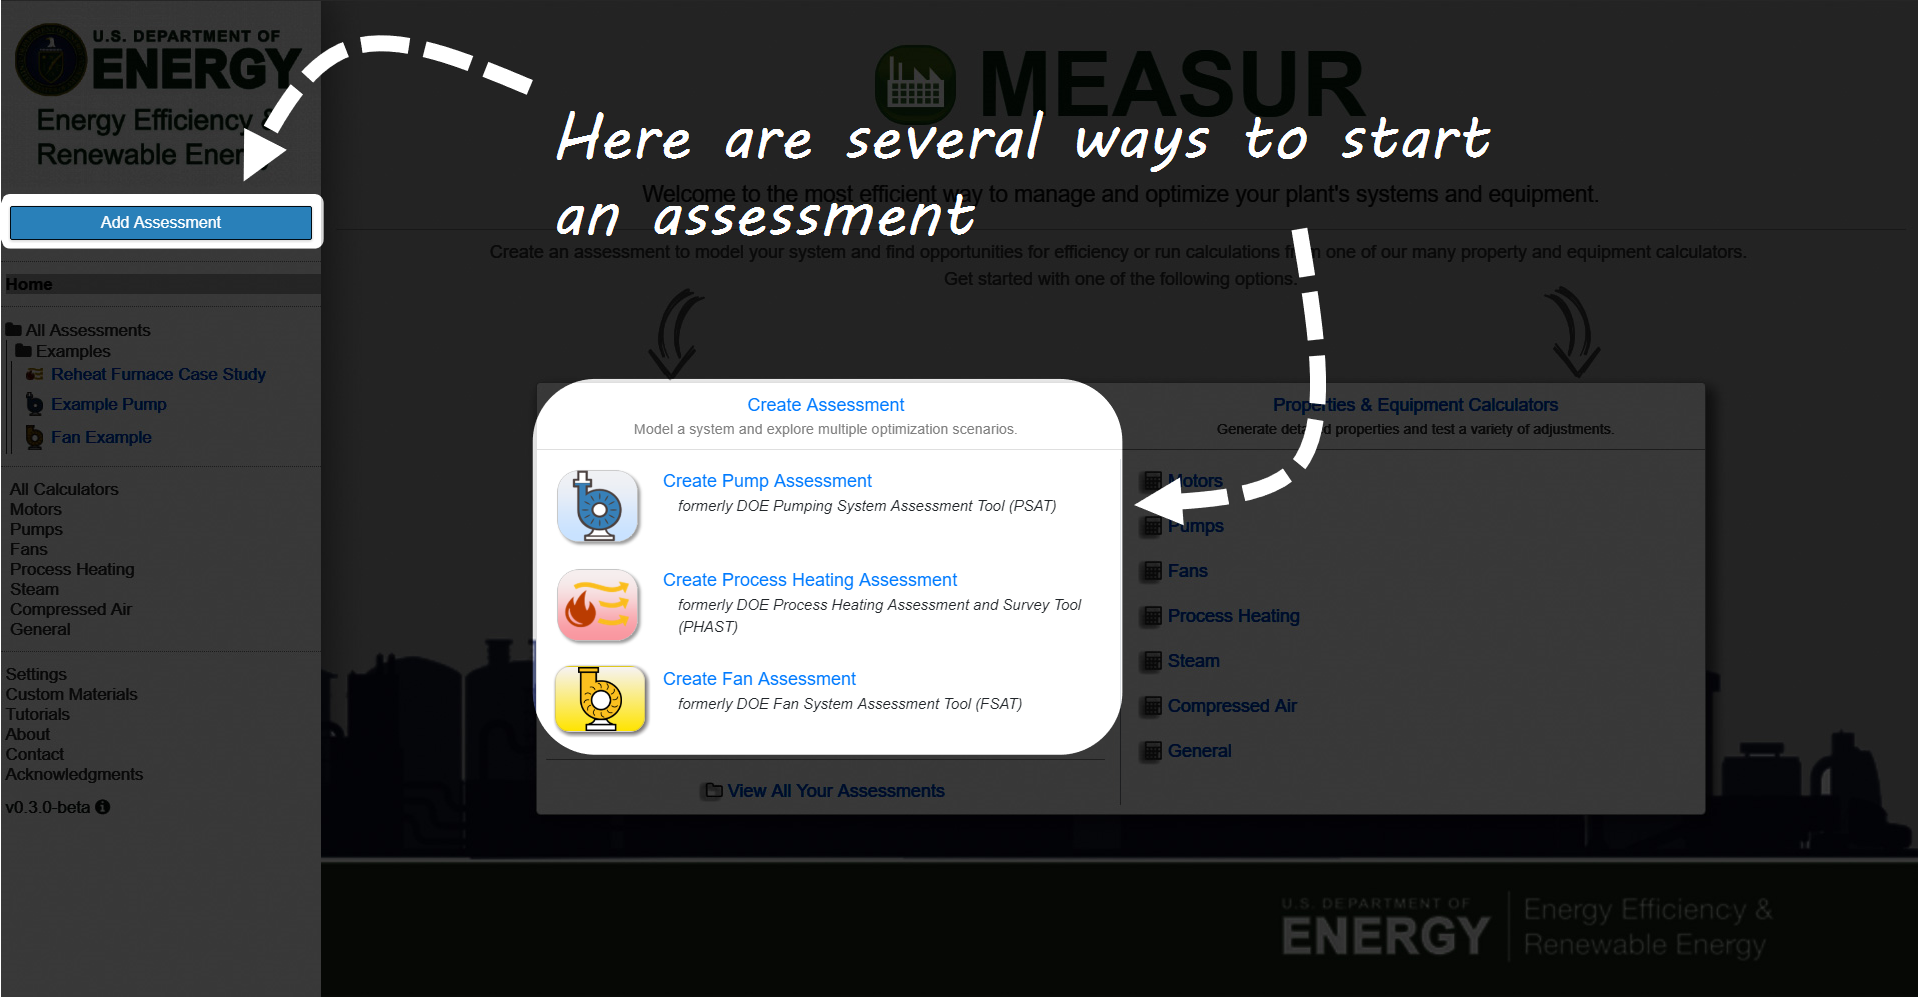 U.S. DEPARTMENT OF
ENERGY
Energy Efficiency &
Renewable Ener
Add Assessment
Home
All Assessments
Examples
Reheat Furnace Case Study
Example Pump
Fan Example
All Calculators
Motors
Pumps
Fans
Process Heating
Steam
Compressed Air
General
Settings
Custom Materials
Tutorials
About
Contact
Acknowledgments
v0.3.0-beta
MEASUR
Here are several ways to start
an assessment
Welcome to the most efficient way to manage and optimize your plant's systems and equipment.
Create an assessment to model your system and find opportunities for efficiency or run calculations from one of our many property and equipment calculators.
Get started with one of the following options.
Create Assessment
Model a system and explore multiple optimization scenarios.
Create Pump Assessment
formerly DOE Pumping System Assessment Tool (PSAT)
Create Process Heating Assessment
formerly DOE Process Heating Assessment and Survey Tool
(PHAST)
Create Fan Assessment
formerly DOE Fan System Assessment Tool (FSAT)
View All Your Assessments
Properties & Equipment Calculators
Generate detailed properties and test a variety of adjustments.
Motors
Pumps
Fans
Process Heating
Steam
Compressed Air
General
U.S. DEPARTMENT OF
ENERGY
Energy Efficiency &
Renewable Energy